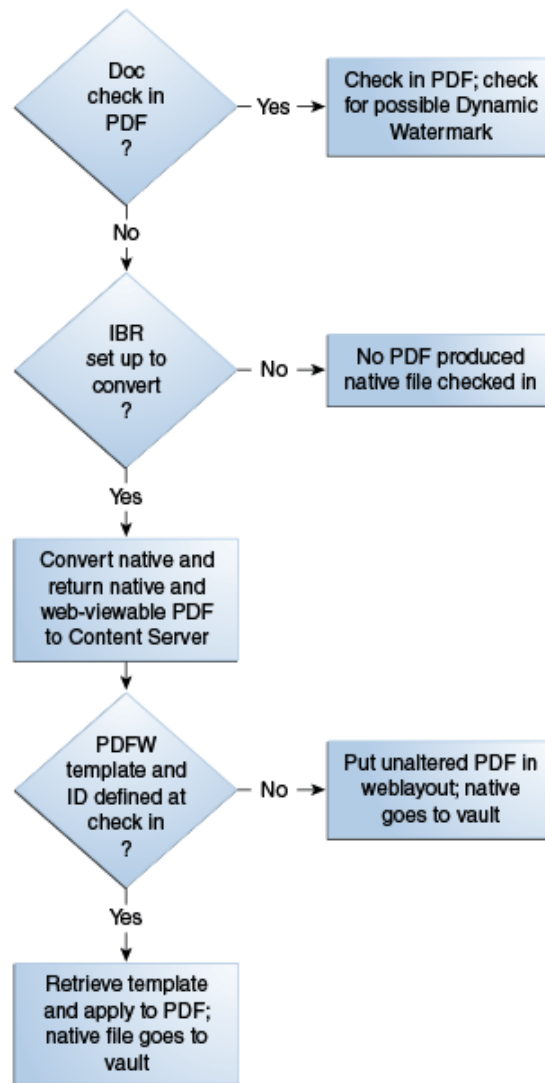 Doc
check in
PDF
?
Yes
Check in PDF; check
for possible Dynamic
Watermark
No
IBR
set up to
convert
?
No
No PDF produced
native file checked in
Yes
Convert native and
return native and
web-viewable PDF
to Content Server
PDFW
template and
ID defined at
check in
?
No
Put unaltered PDF in
weblayout; native
goes to vault
Yes
Retrieve template
and apply to PDF;
native file goes to
vault